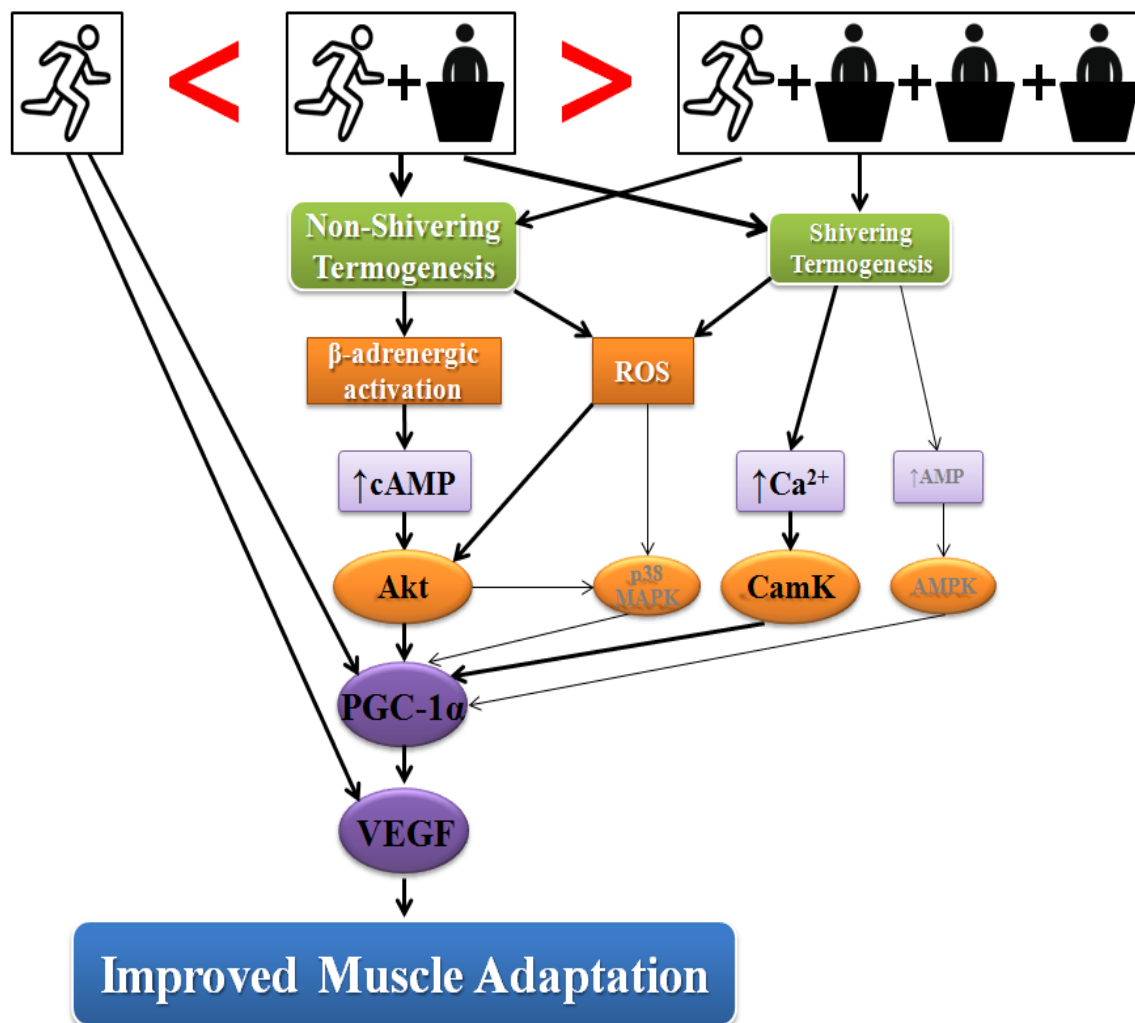 <
+
>
+
+
+
Non-Shivering
Termogenesis
Shivering
Termogenesis
β-adrenergic
activation
ROS
↑cAMP
↑Ca²⁺
↑AMP
Akt
p38
MAPK
CamK
AMPK
PGC-1α
VEGF
Improved Muscle Adaptation